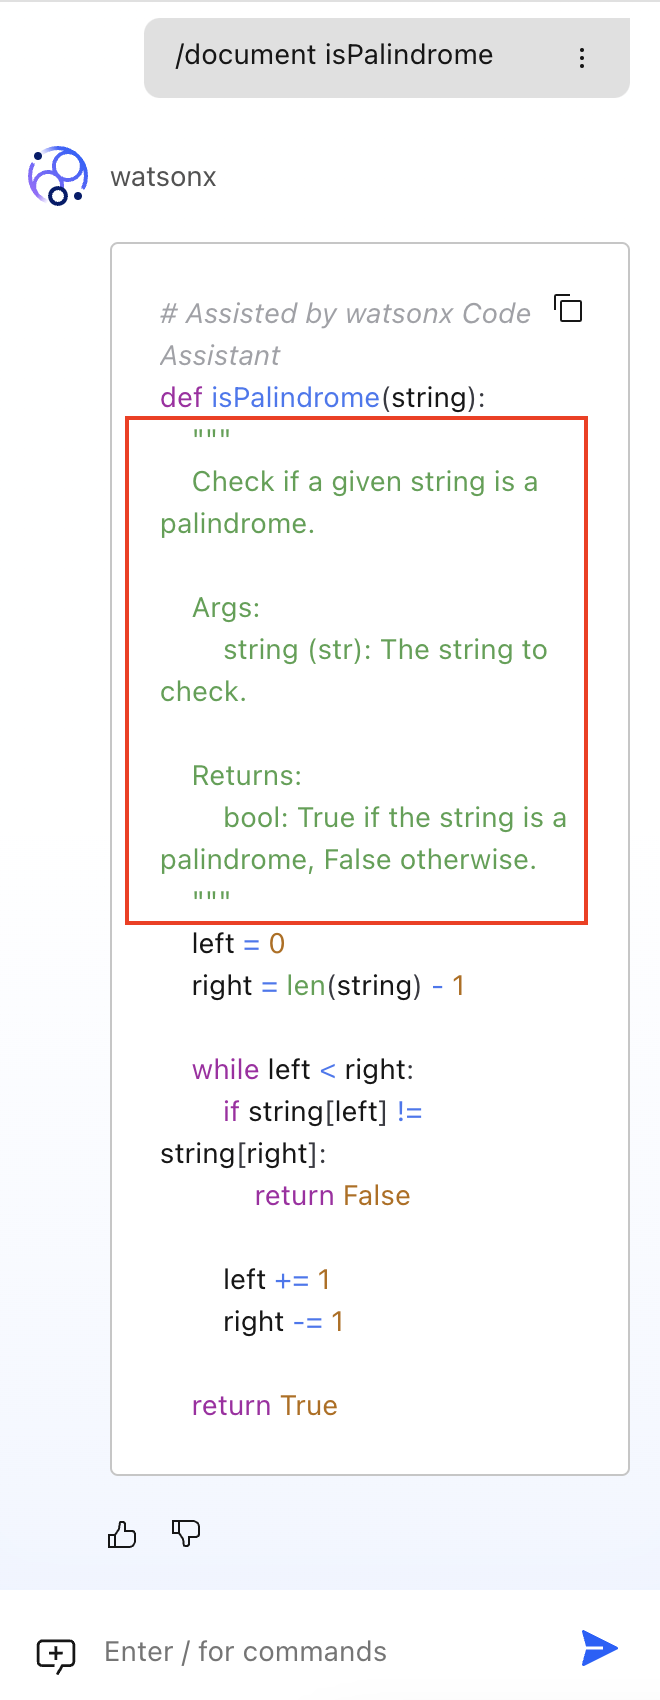 /document isPalindrome
watsonx
# Assisted by watsonx Code
Assistant
def isPalindrome(string):
    """
    Check if a given string is a
palindrome.

    Args:
        string (str): The string to
check.

    Returns:
        bool: True if the string is a
palindrome, False otherwise.
    """
    left = 0
    right = len(string) - 1

    while left < right:
        if string[left] !=
string[right]:
            return False

        left += 1
        right -= 1

    return True
Enter / for commands